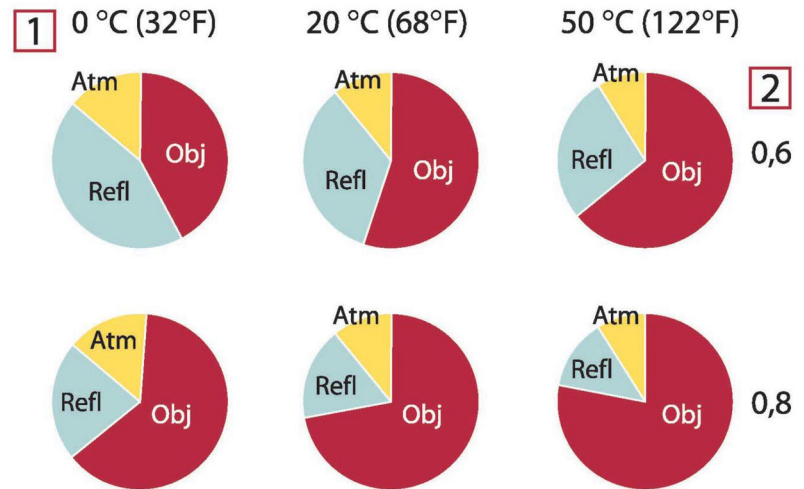 1 0 °C (32°F) 20 °C (68°F) 50 °C (122°F)
2
Atm Obj Refl
Atm Obj Refl
Atm Obj Refl
0,6
Atm Obj Refl
Atm Obj Refl
Atm Obj Refl
0,8